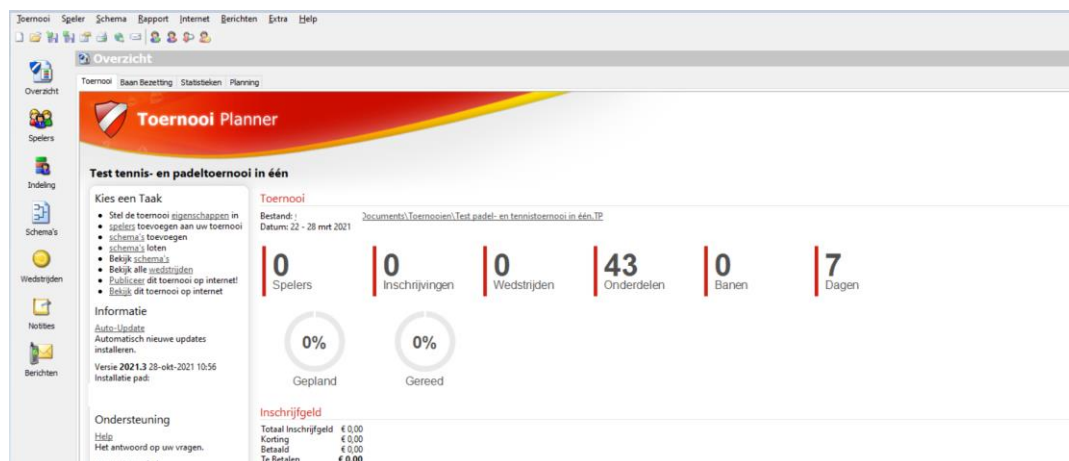 Toernooi Speler Schema Rapport Internet Berichten Extra Help
Overzicht
Toernooi Baan Bezetting Statistieken Planning
Overzicht
Spelers
Indeling
Schema's
Wedstrijden
Notities
Berichten
Toernooi Planner
Test tennis- en padeltoernooi in één
Kies een Taak
Stel de toernooi eigenschappen in
spelers toevoegen aan uw toernooi
schema's toevoegen
schema's loten
Bekijk schema's
Bekijk alle wedstrijden
Publiceer dit toernooi op internet!
Bekijk dit toernooi op internet
Informatie
Auto-Update
Automatisch nieuwe updates
installeren.
Versie 2021.3 28-okt-2021 10:56
Installatie pad:
Ondersteuning
Help
Het antwoord op uw vragen.
Toernooi
Bestand: Documents\Toernooien\Test padel- en tennistoernooi in één.TP
Datum: 22 - 28 mrt 2021
0 0 0 43 0 7
Spelers Inschrijvingen Wedstrijden Onderdelen Banen Dagen
0% 0%
Gepland Gereed
Inschrijfgeld
Totaal Inschrijfgeld € 0,00
Korting € 0,00
Betaald € 0,00
Te Betalen € 0,00